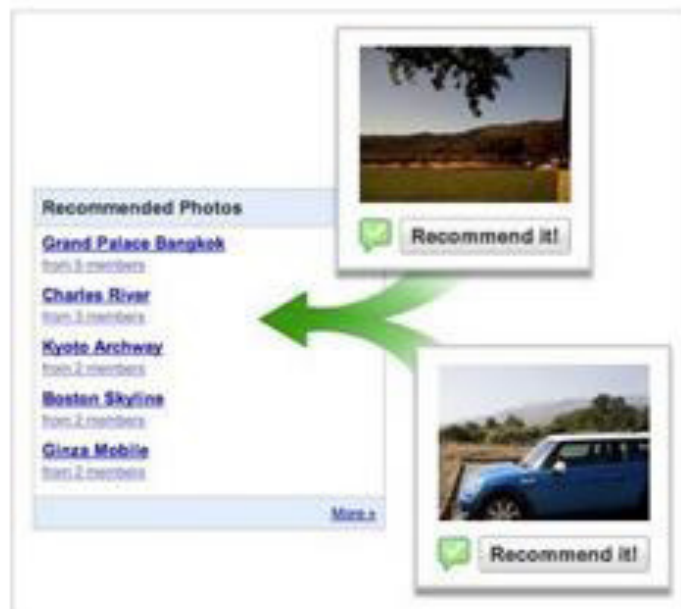 Recommended Photos
Grand Palace Bangkok
from 5 members
Charles River
from 3 members
Kyoto Archway
from 2 members
Boston Skyline
from 2 members
Ginza Mobile
from 2 members
More »
Recommend it!
Recommend it!